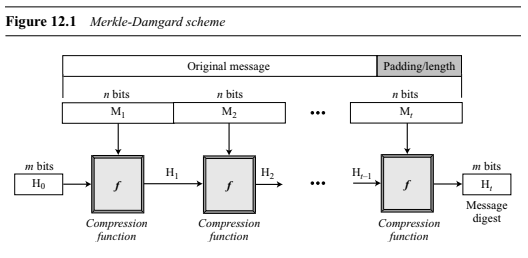 Figure 12.1 Merkle-Damgard scheme
Original message Padding/length
n bits n bits n bits
M1 M2 ••• Mt
m bits m bits
H0 f H1 f H2 ••• Ht–1 f Ht
Compression function Compression function Compression function Message digest